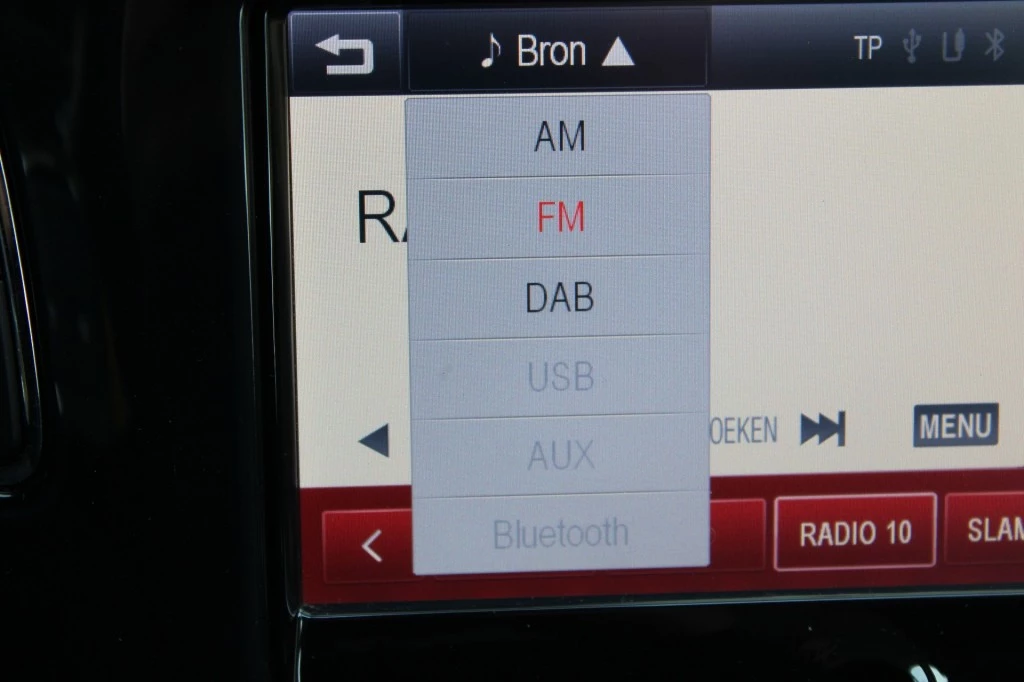 Bron
TP
AM
FM
DAB
USB
AUX
Bluetooth
OEKEN
MENU
RADIO 10
SLAM